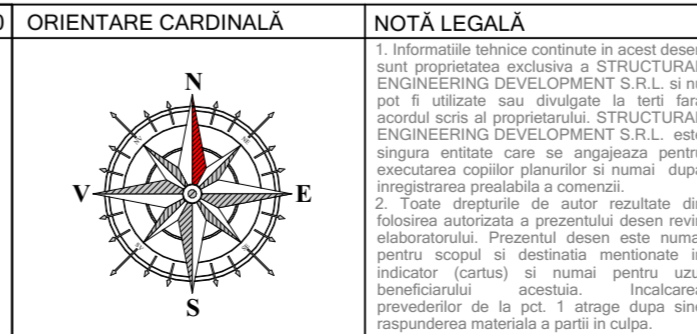 0 ORIENTARE CARDINALĂ
N
V
E
S
NV
NE
SV
SE
NOTĂ LEGALĂ
1. Informatiile tehnice continute in acest desen
sunt proprietatea exclusiva a STRUCTURAL
ENGINEERING DEVELOPMENT S.R.L. si nu
pot fi utilizate sau divulgate la terti fara
acordul scris al proprietarului. STRUCTURAL
ENGINEERING DEVELOPMENT S.R.L. este
singura entitate care se angajeaza pentru
executarea copiilor planurilor si numai dupa
inregistrarea prealabila a comenzii.
2. Toate drepturile de autor rezultate din
folosirea autorizata a prezentului desen revin
elaboratorului. Prezentul desen este numai
pentru scopul si destinatia mentionate in
indicator (cartus) si numai pentru uzul
beneficiarului acestuia. Incalcarea
prevederilor de la pct. 1 atrage dupa sine
raspunderea materiala a partii in culpa.